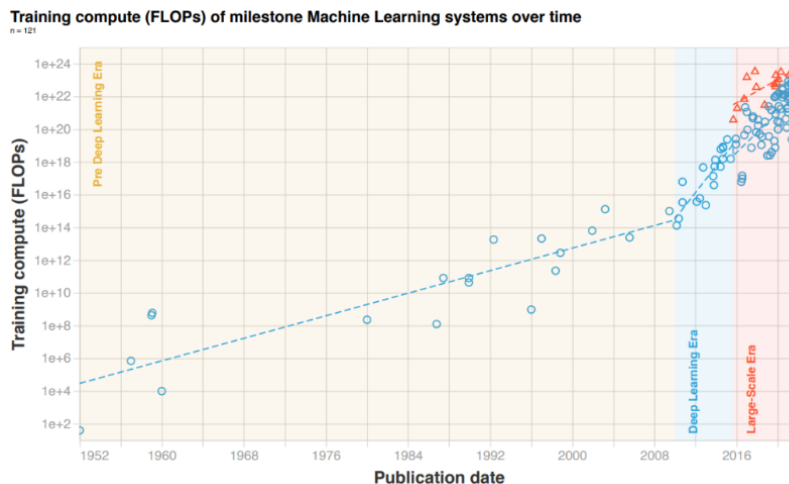 Training compute (FLOPs) of milestone Machine Learning systems over time
n = 121
Training compute (FLOPs)
1e+24
1e+22
1e+20
1e+18
1e+16
1e+14
1e+12
1e+10
1e+8
1e+6
1e+4
1e+2
Pre Deep Learning Era
Deep Learning Era
Large-Scale Era
1952
1960
1968
1976
1984
1992
2000
2008
2016
Publication date